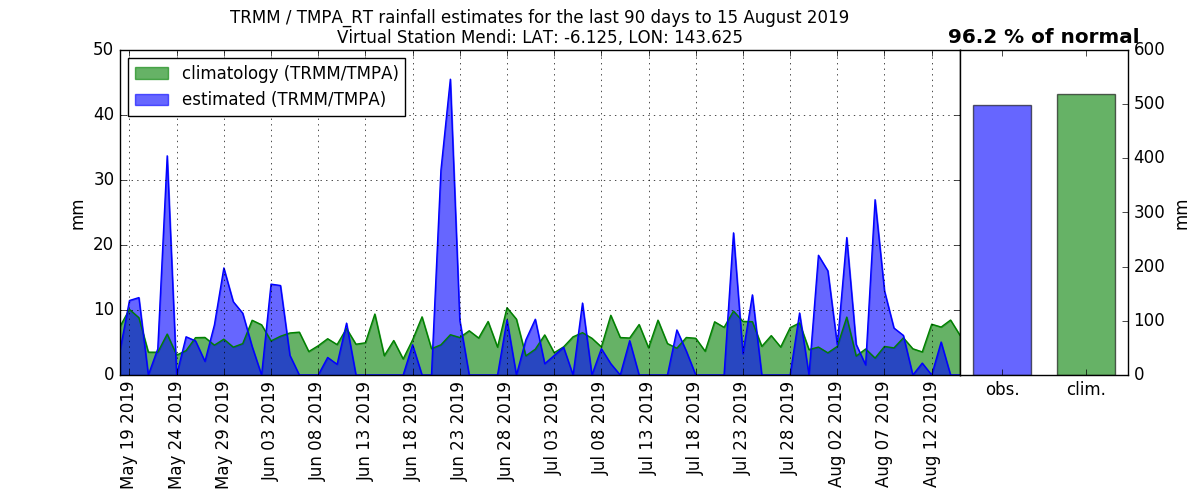 TRMM / TMPA_RT rainfall estimates for the last 90 days to 15 August 2019
Virtual Station Mendi: LAT: -6.125, LON: 143.625
96.2 % of normal
climatology (TRMM/TMPA)
estimated (TRMM/TMPA)
50
40
30
20
10
0
mm
600
500
400
300
200
100
0
mm
May 19 2019
May 24 2019
May 29 2019
Jun 03 2019
Jun 08 2019
Jun 13 2019
Jun 18 2019
Jun 23 2019
Jun 28 2019
Jul 03 2019
Jul 08 2019
Jul 13 2019
Jul 18 2019
Jul 23 2019
Jul 28 2019
Aug 02 2019
Aug 07 2019
Aug 12 2019
obs.
clim.